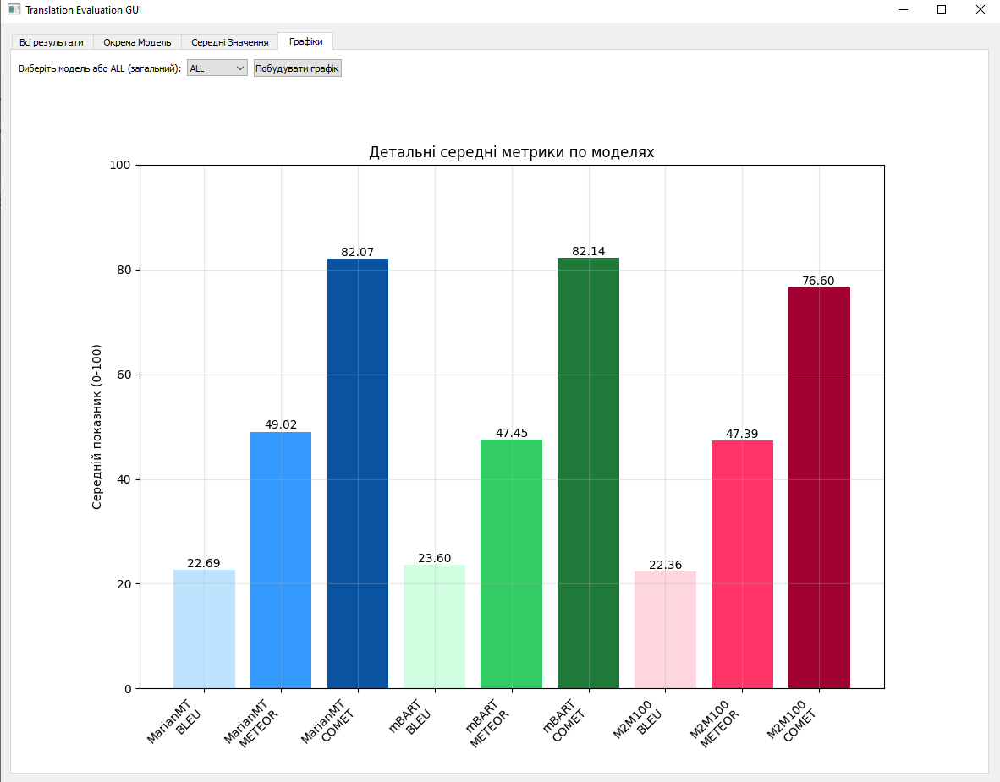 Translation Evaluation GUI
Всі результати Окрема Модель Середні Значення Графіки
Виберіть модель або ALL (загальний): ALL Побудувати графік
Детальні середні метрики по моделях
Середній показник (0-100)
100
80
60
40
20
0
22.69
49.02
82.07
23.60
47.45
82.14
22.36
47.39
76.60
MarianMT
BLEU
MarianMT
METEOR
MarianMT
COMET
mBART
BLEU
mBART
METEOR
mBART
COMET
M2M100
BLEU
M2M100
METEOR
M2M100
COMET